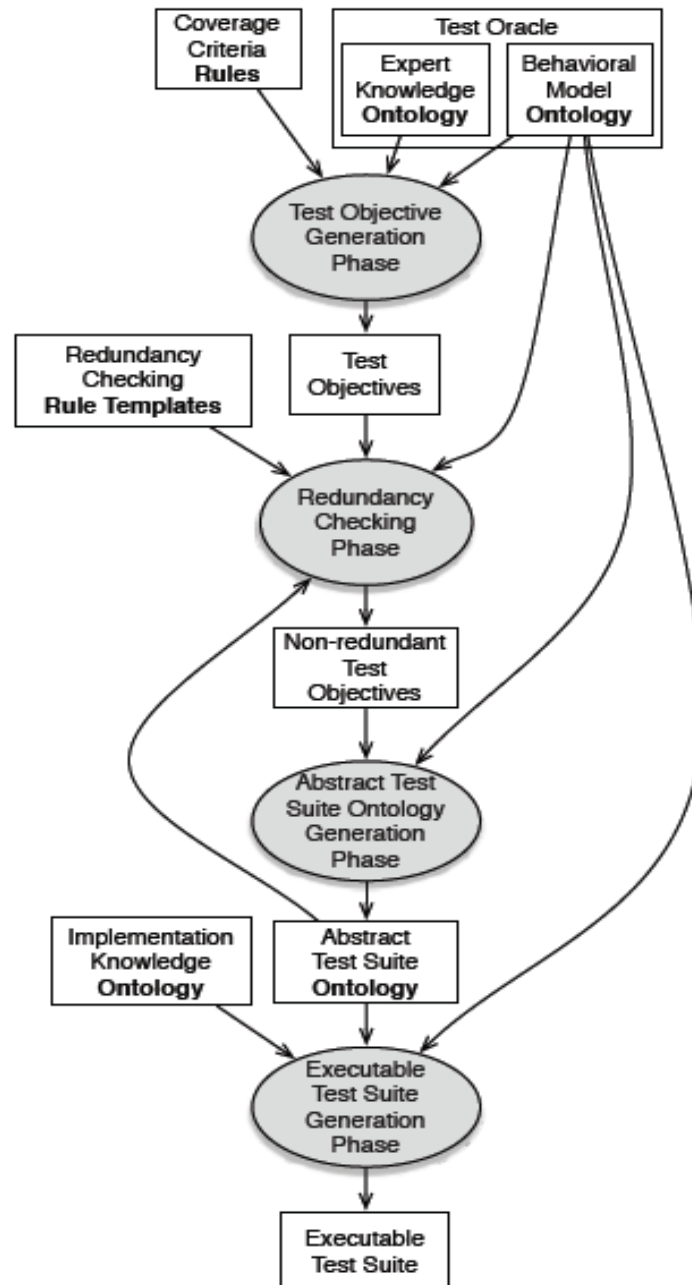 Coverage
Criteria
Rules
Test Oracle
Expert
Knowledge
Ontology
Behavioral
Model
Ontology
Test Objective
Generation
Phase
Redundancy
Checking
Rule Templates
Test
Objectives
Redundancy
Checking
Phase
Non-redundant
Test
Objectives
Abstract Test
Suite Ontology
Generation
Phase
Implementation
Knowledge
Ontology
Abstract
Test Suite
Ontology
Executable
Test Suite
Generation
Phase
Executable
Test Suite